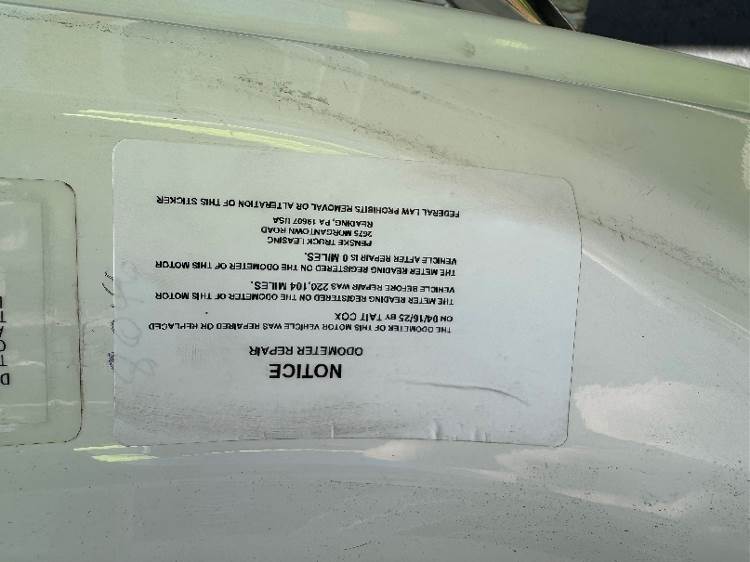 NOTICE
ODOMETER REPAIR
THE ODOMETER OF THIS MOTOR VEHICLE WAS REPAIRED OR REPLACED
ON 04/16/25 BY TAIT COX
THE METER READING REGISTERED ON THE ODOMETER OF THIS MOTOR
VEHICLE BEFORE REPAIR WAS 220,104 MILES.
THE METER READING REGISTERED ON THE ODOMETER OF THIS MOTOR
VEHICLE AFTER REPAIR IS 0 MILES.
PENSKE TRUCK LEASING
2675 MORGANTOWN ROAD
READING, PA 19607 USA
FEDERAL LAW PROHIBITS REMOVAL OR ALTERATION OF THIS STICKER